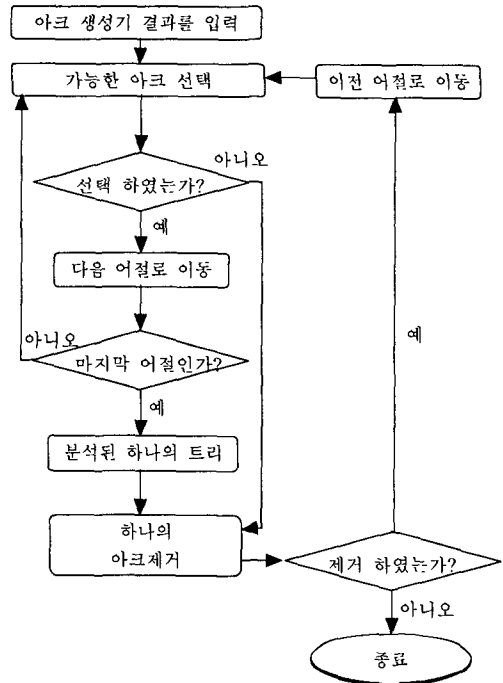 아크 생성기 결과를 입력
가능한 아크 선택
이전 어절로 이동
아니오
선택 하였는가?
예
다음 어절로 이동
아니오
마지막 어절인가?
예
예
분석된 하나의 트리
하나의
아크제거
제거 하였는가?
아니오
종료